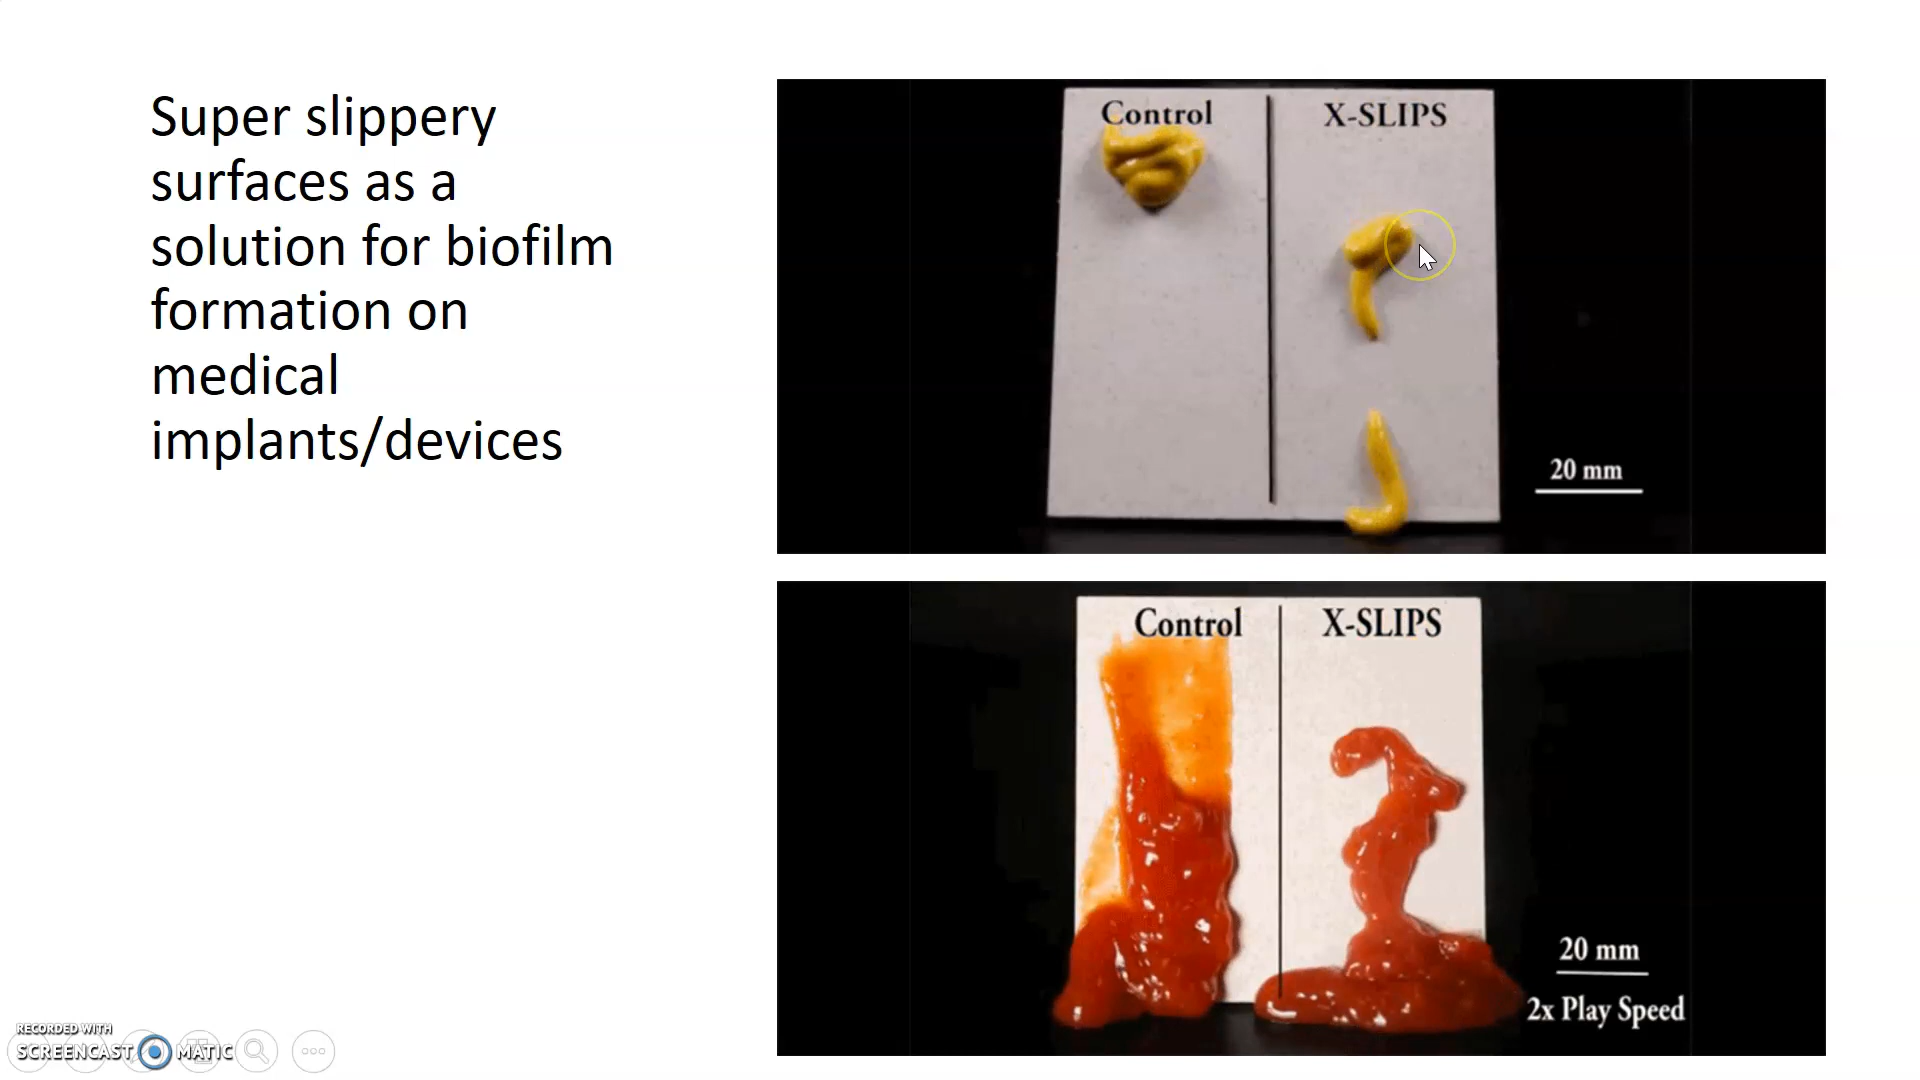 Super slippery
surfaces as a
solution for biofilm
formation on
medical
implants/devices
Control
X-SLIPS
20 mm
Control
X-SLIPS
20 mm
2x Play Speed
RECORDED WITH
SCREENCAST MATIC